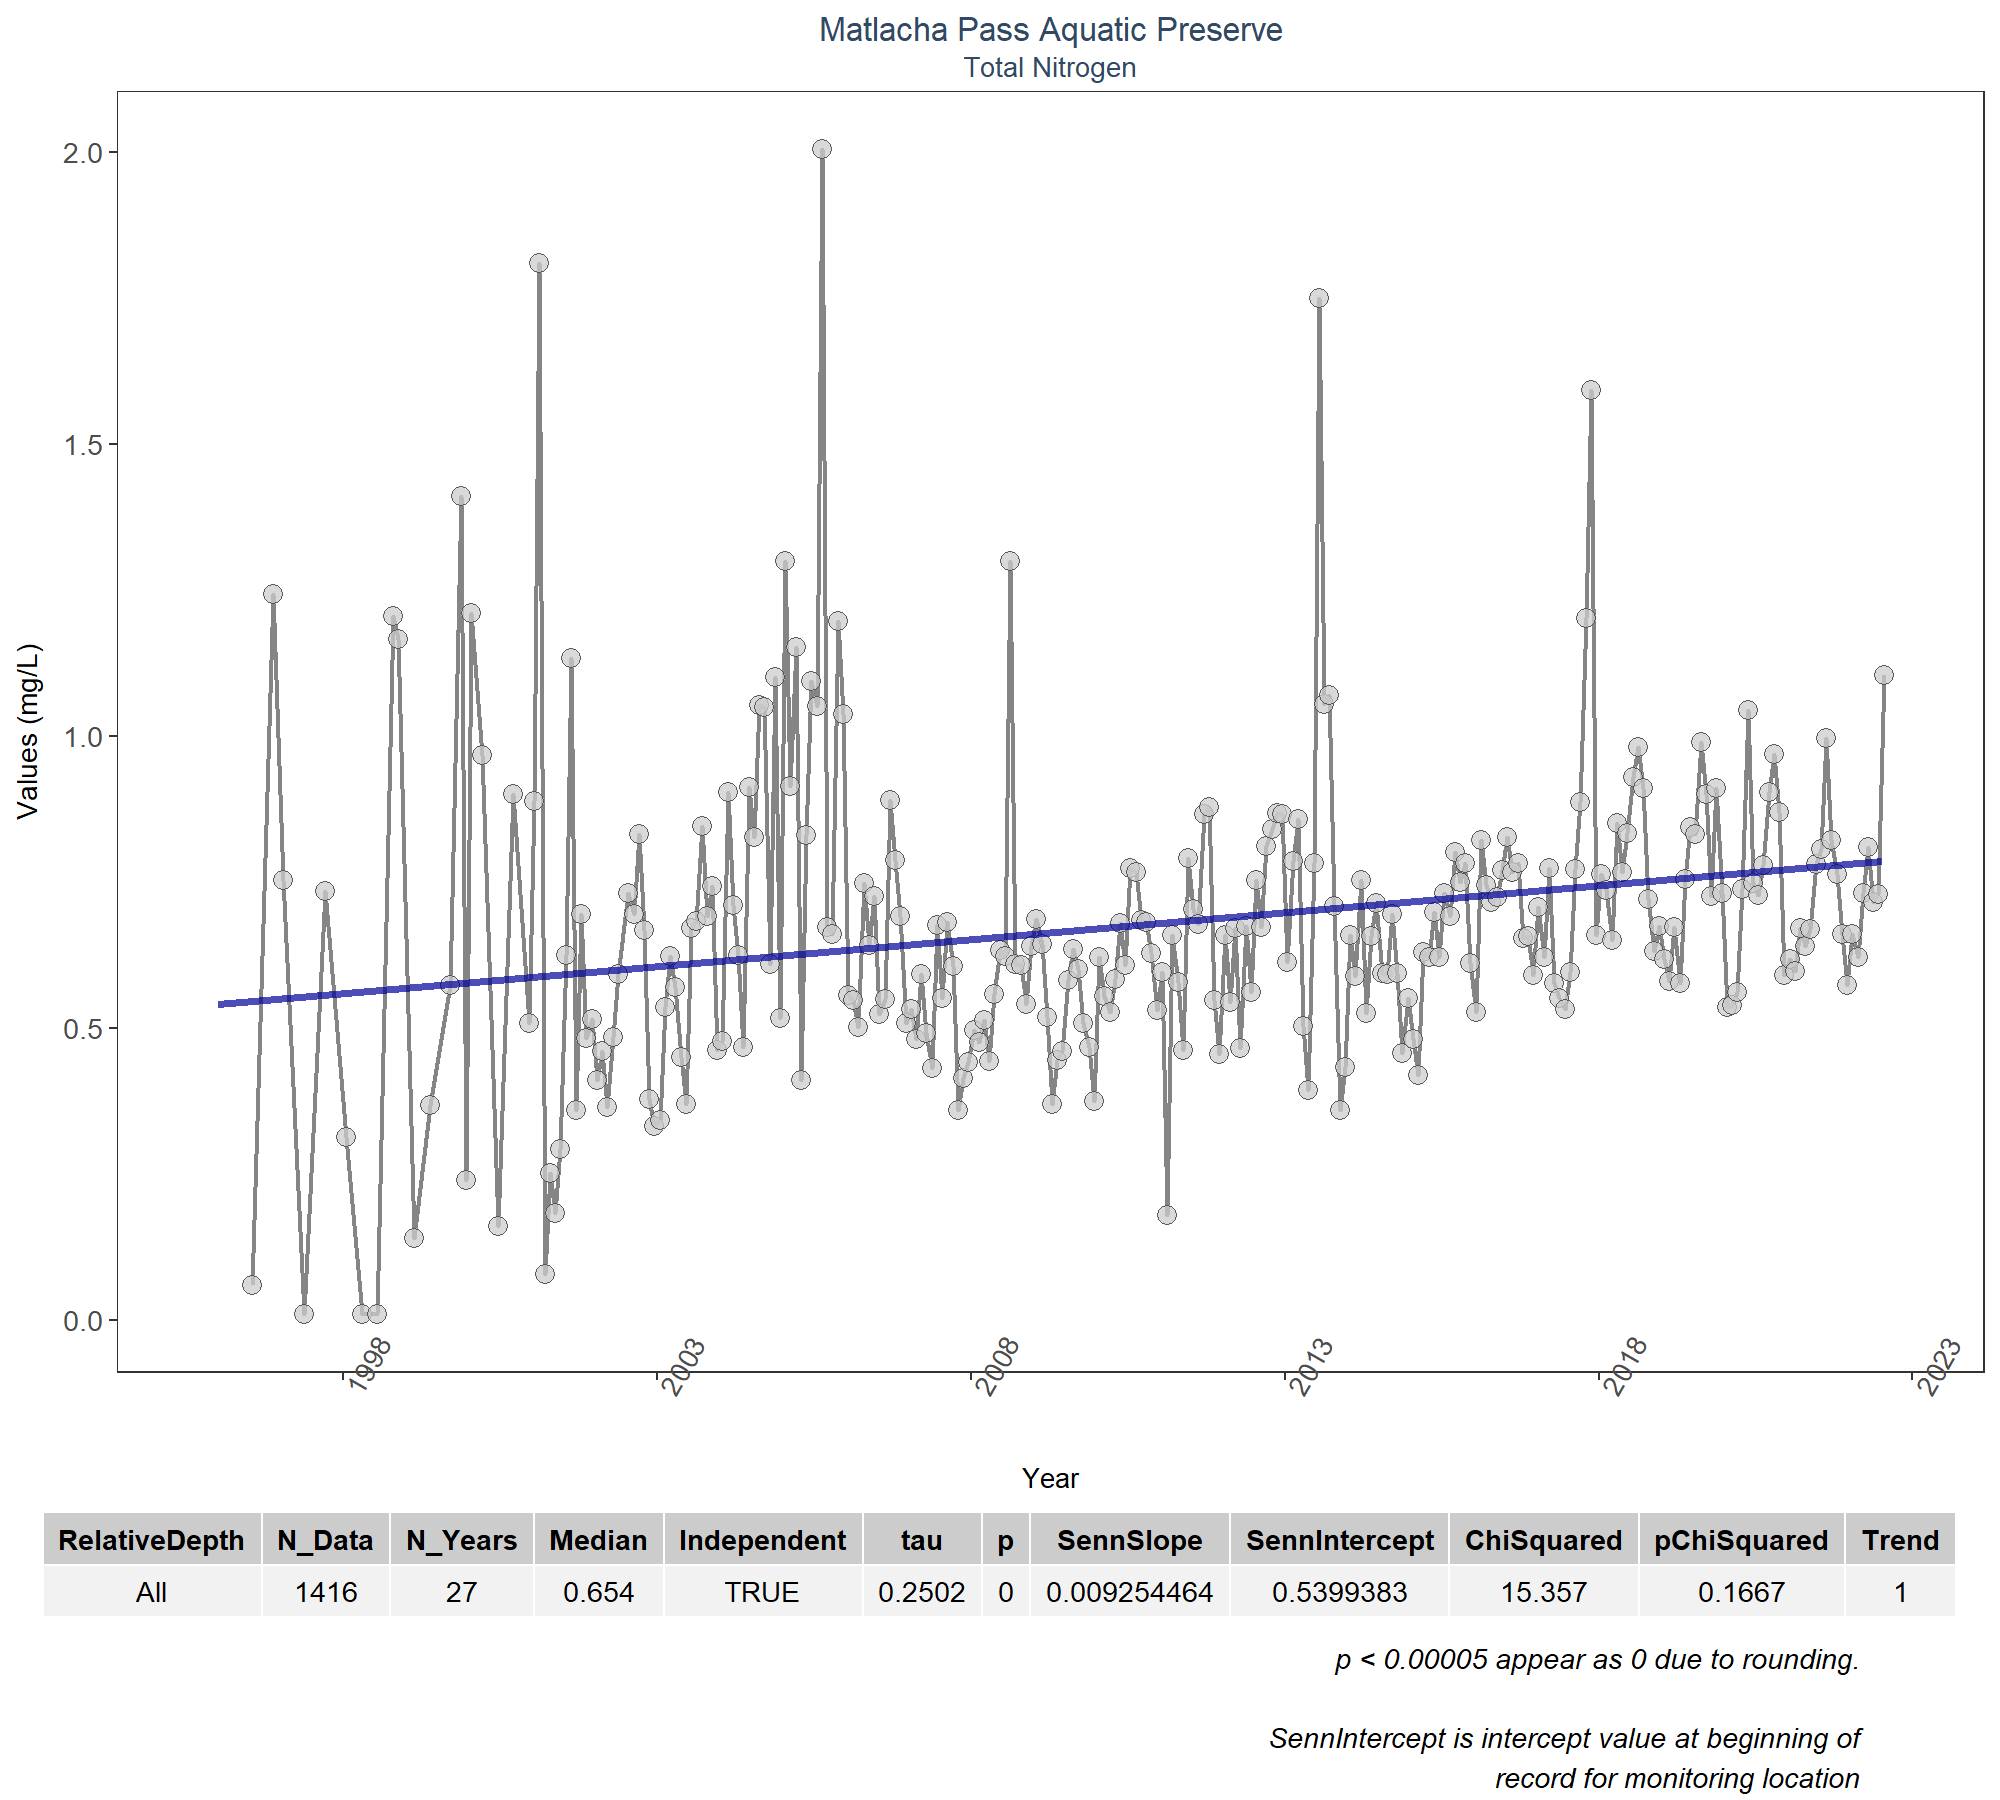 Matlacha Pass Aquatic Preserve
Total Nitrogen
Values (mg/L)
2.0
1.5
1.0
0.5
0.0
1998 2003 2008 2013 2018 2023
Year
RelativeDepth N_Data N_Years Median Independent tau p SennSlope SennIntercept ChiSquared pChiSquared Trend
All 1416 27 0.654 TRUE 0.2502 0 0.009254464 0.5399383 15.357 0.1667 1
p < 0.00005 appear as 0 due to rounding.
SennIntercept is intercept value at beginning of
record for monitoring location